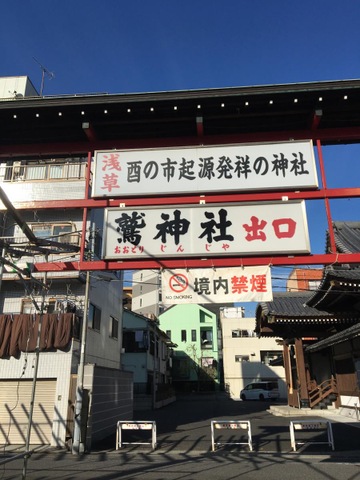 浅草 酉の市起源発祥の神社
鷲神社 出口
おおとり じんじゃ
境内禁煙
NO SMOKING